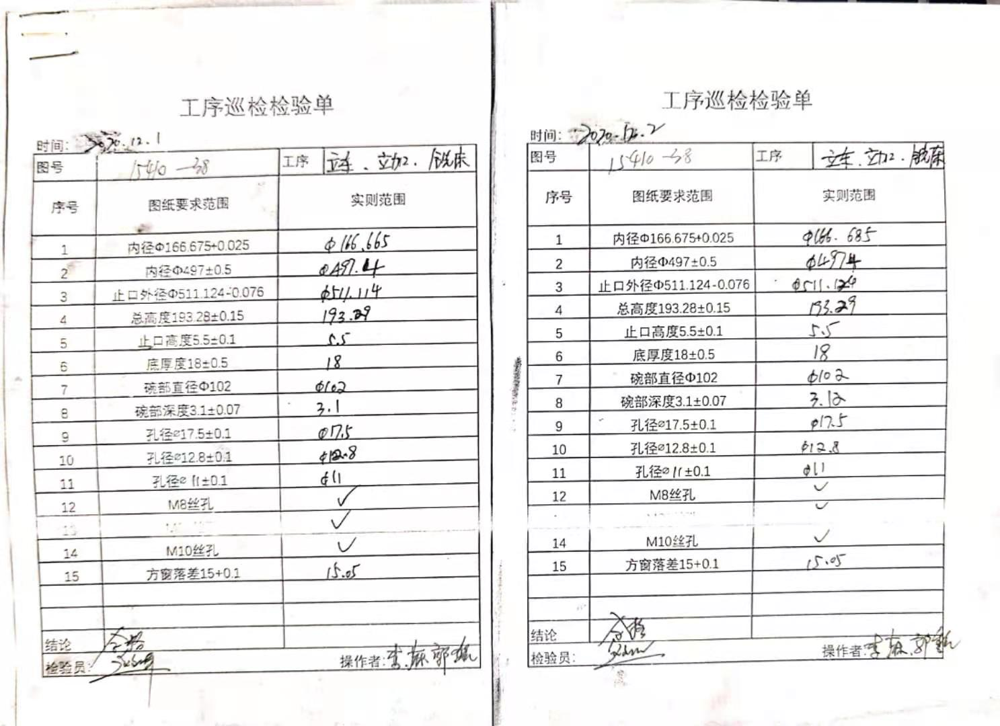 工序巡检检验单
时间: 2020.12.1
图号 15410-38 工序 立车、立加、铣床
序号 图纸要求范围 实则范围
1 内径Φ166.675+0.025 Φ166.665
2 内径Φ497±0.5 Φ497.4
3 止口外径Φ511.124-0.076 Φ511.114
4 总高度193.28±0.15 193.29
5 止口高度5.5±0.1 5.5
6 底厚度18±0.5 18
7 碗部直径Φ102 Φ102
8 碗部深度3.1±0.07 3.1
9 孔径⌀17.5±0.1 Φ17.5
10 孔径⌀12.8±0.1 Φ12.8
11 孔径⌀11±0.1 Φ11
12 M8丝孔 ✓
13 ✓
14 M10丝孔 ✓
15 方窗落差15+0.1 15.05
结论 合格
检验员: 操作者:
工序巡检检验单
时间: 2020.12.2
图号 15410-38 工序 立车、立加、铣床
序号 图纸要求范围 实则范围
1 内径Φ166.675+0.025 Φ166.685
2 内径Φ497±0.5 Φ497.4
3 止口外径Φ511.124-0.076 Φ511.124
4 总高度193.28±0.15 193.29
5 止口高度5.5±0.1 5.5
6 底厚度18±0.5 18
7 碗部直径Φ102 Φ102
8 碗部深度3.1±0.07 3.12
9 孔径⌀17.5±0.1 Φ17.5
10 孔径⌀12.8±0.1 Φ12.8
11 孔径⌀11±0.1 Φ11
12 M8丝孔 ✓
✓
14 M10丝孔 ✓
15 方窗落差15+0.1 15.05
结论 合格
检验员: 操作者: